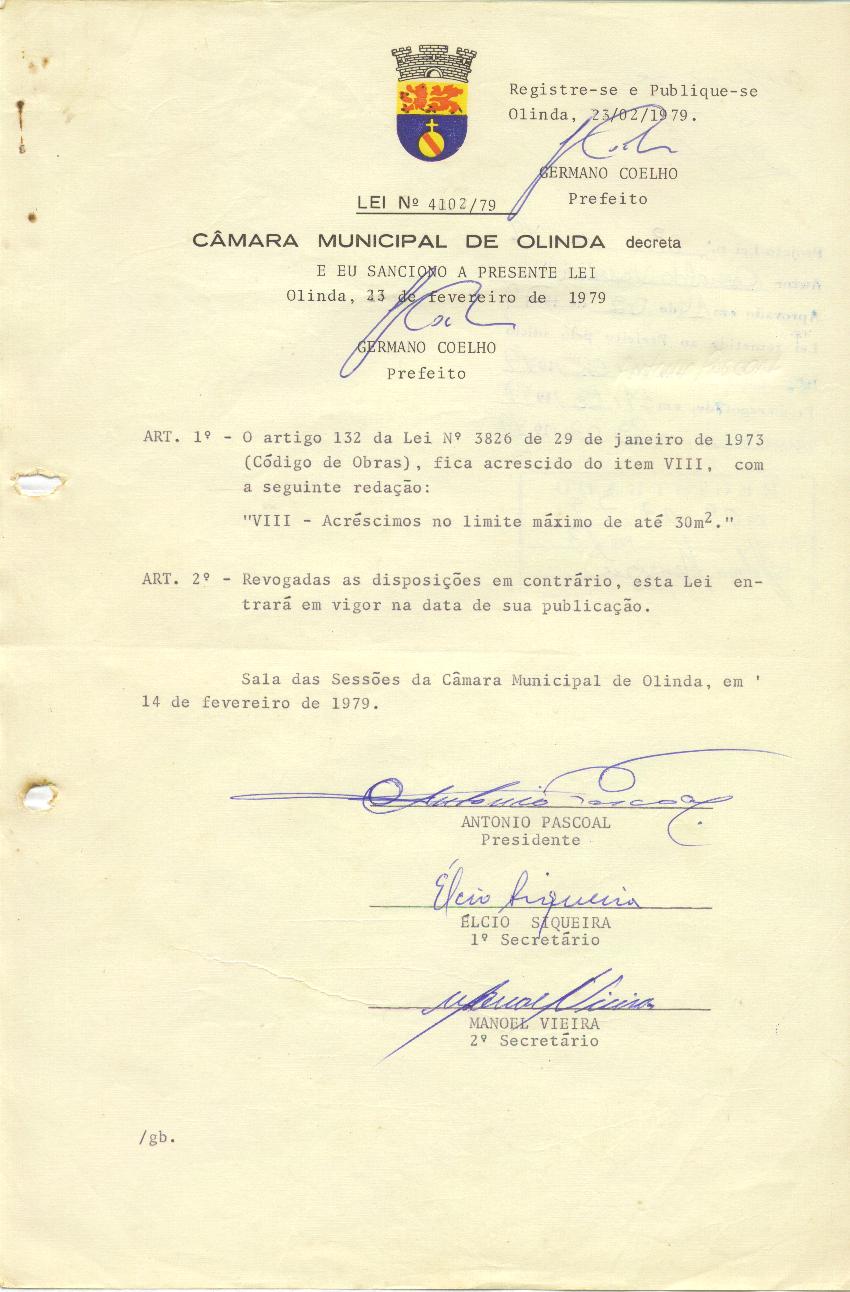 Registre-se e Publique-se
Olinda, 23/02/1979.
GERMANO COELHO
Prefeito
LEI Nº 4102/79
CÂMARA MUNICIPAL DE OLINDA decreta
E EU SANCIONO A PRESENTE LEI
Olinda, 23 de fevereiro de 1979
GERMANO COELHO
Prefeito
ART. 1º - O artigo 132 da Lei Nº 3826 de 29 de janeiro de 1973
(Código de Obras), fica acrescido do item VIII, com
a seguinte redação:
"VIII - Acréscimos no limite máximo de até 30m²."
ART. 2º - Revogadas as disposições em contrário, esta Lei en-
trará em vigor na data de sua publicação.
Sala das Sessões da Câmara Municipal de Olinda, em '
14 de fevereiro de 1979.
Antonio Pascoal
ANTONIO PASCOAL
Presidente
Élcio Siqueira
ÉLCIO SIQUEIRA
1º Secretário
Manoel Vieira
MANOEL VIEIRA
2º Secretário
/gb.